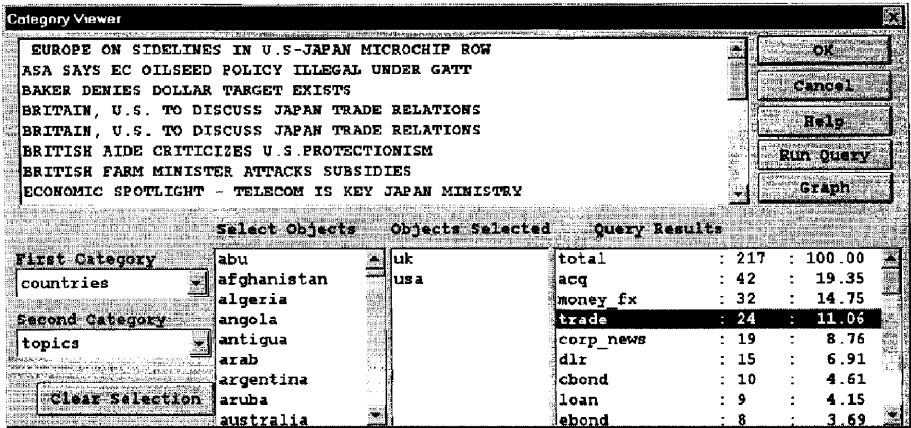 Category Viewer
EUROPE ON SIDELINES IN U.S-JAPAN MICROCHIP ROW
ASA SAYS EC OILSEED POLICY ILLEGAL UNDER GATT
BAKER DENIES DOLLAR TARGET EXISTS
BRITAIN, U.S. TO DISCUSS JAPAN TRADE RELATIONS
BRITAIN, U.S. TO DISCUSS JAPAN TRADE RELATIONS
BRITISH AIDE CRITICIZES U.S.PROTECTIONISM
BRITISH FARM MINISTER ATTACKS SUBSIDIES
ECONOMIC SPOTLIGHT - TELECOM IS KEY JAPAN MINISTRY
OK
Cancel
Help
Run Query
Graph
First Category
countries
Second Category
topics
Clear Selection
Select Objects
abu
afghanistan
algeria
angola
antigua
arab
argentina
aruba
australia
Objects Selected
uk
usa
Query Results
total : 217 : 100.00
acq : 42 : 19.35
money_fx : 32 : 14.75
trade : 24 : 11.06
corp_news : 19 : 8.76
dlr : 15 : 6.91
cbond : 10 : 4.61
loan : 9 : 4.15
ebond : 8 : 3.69